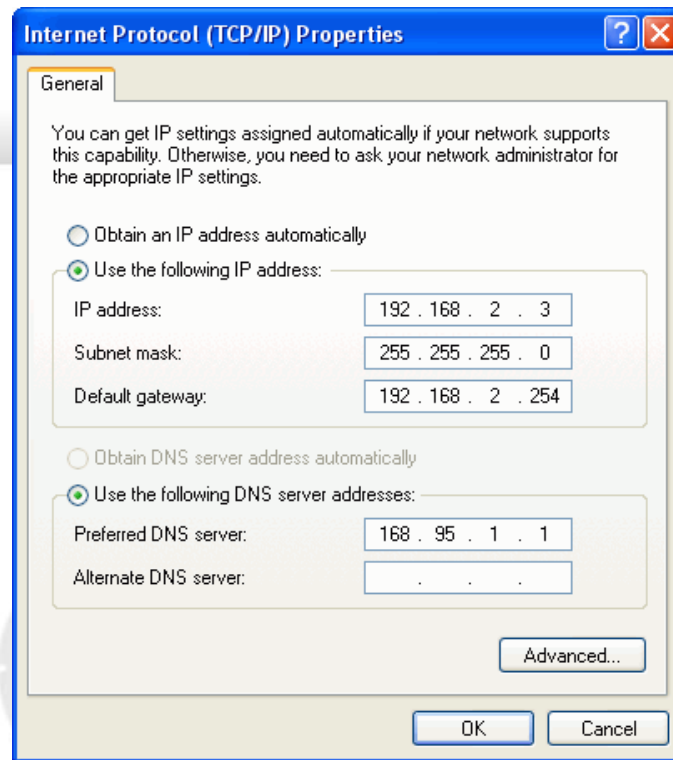 Internet Protocol (TCP/IP) Properties
General
You can get IP settings assigned automatically if your network supports
this capability. Otherwise, you need to ask your network administrator for
the appropriate IP settings.
Obtain an IP address automatically
Use the following IP address:
IP address: 192 . 168 . 2 . 3
Subnet mask: 255 . 255 . 255 . 0
Default gateway: 192 . 168 . 2 . 254
Obtain DNS server address automatically
Use the following DNS server addresses:
Preferred DNS server: 168 . 95 . 1 . 1
Alternate DNS server: . . .
Advanced...
OK Cancel